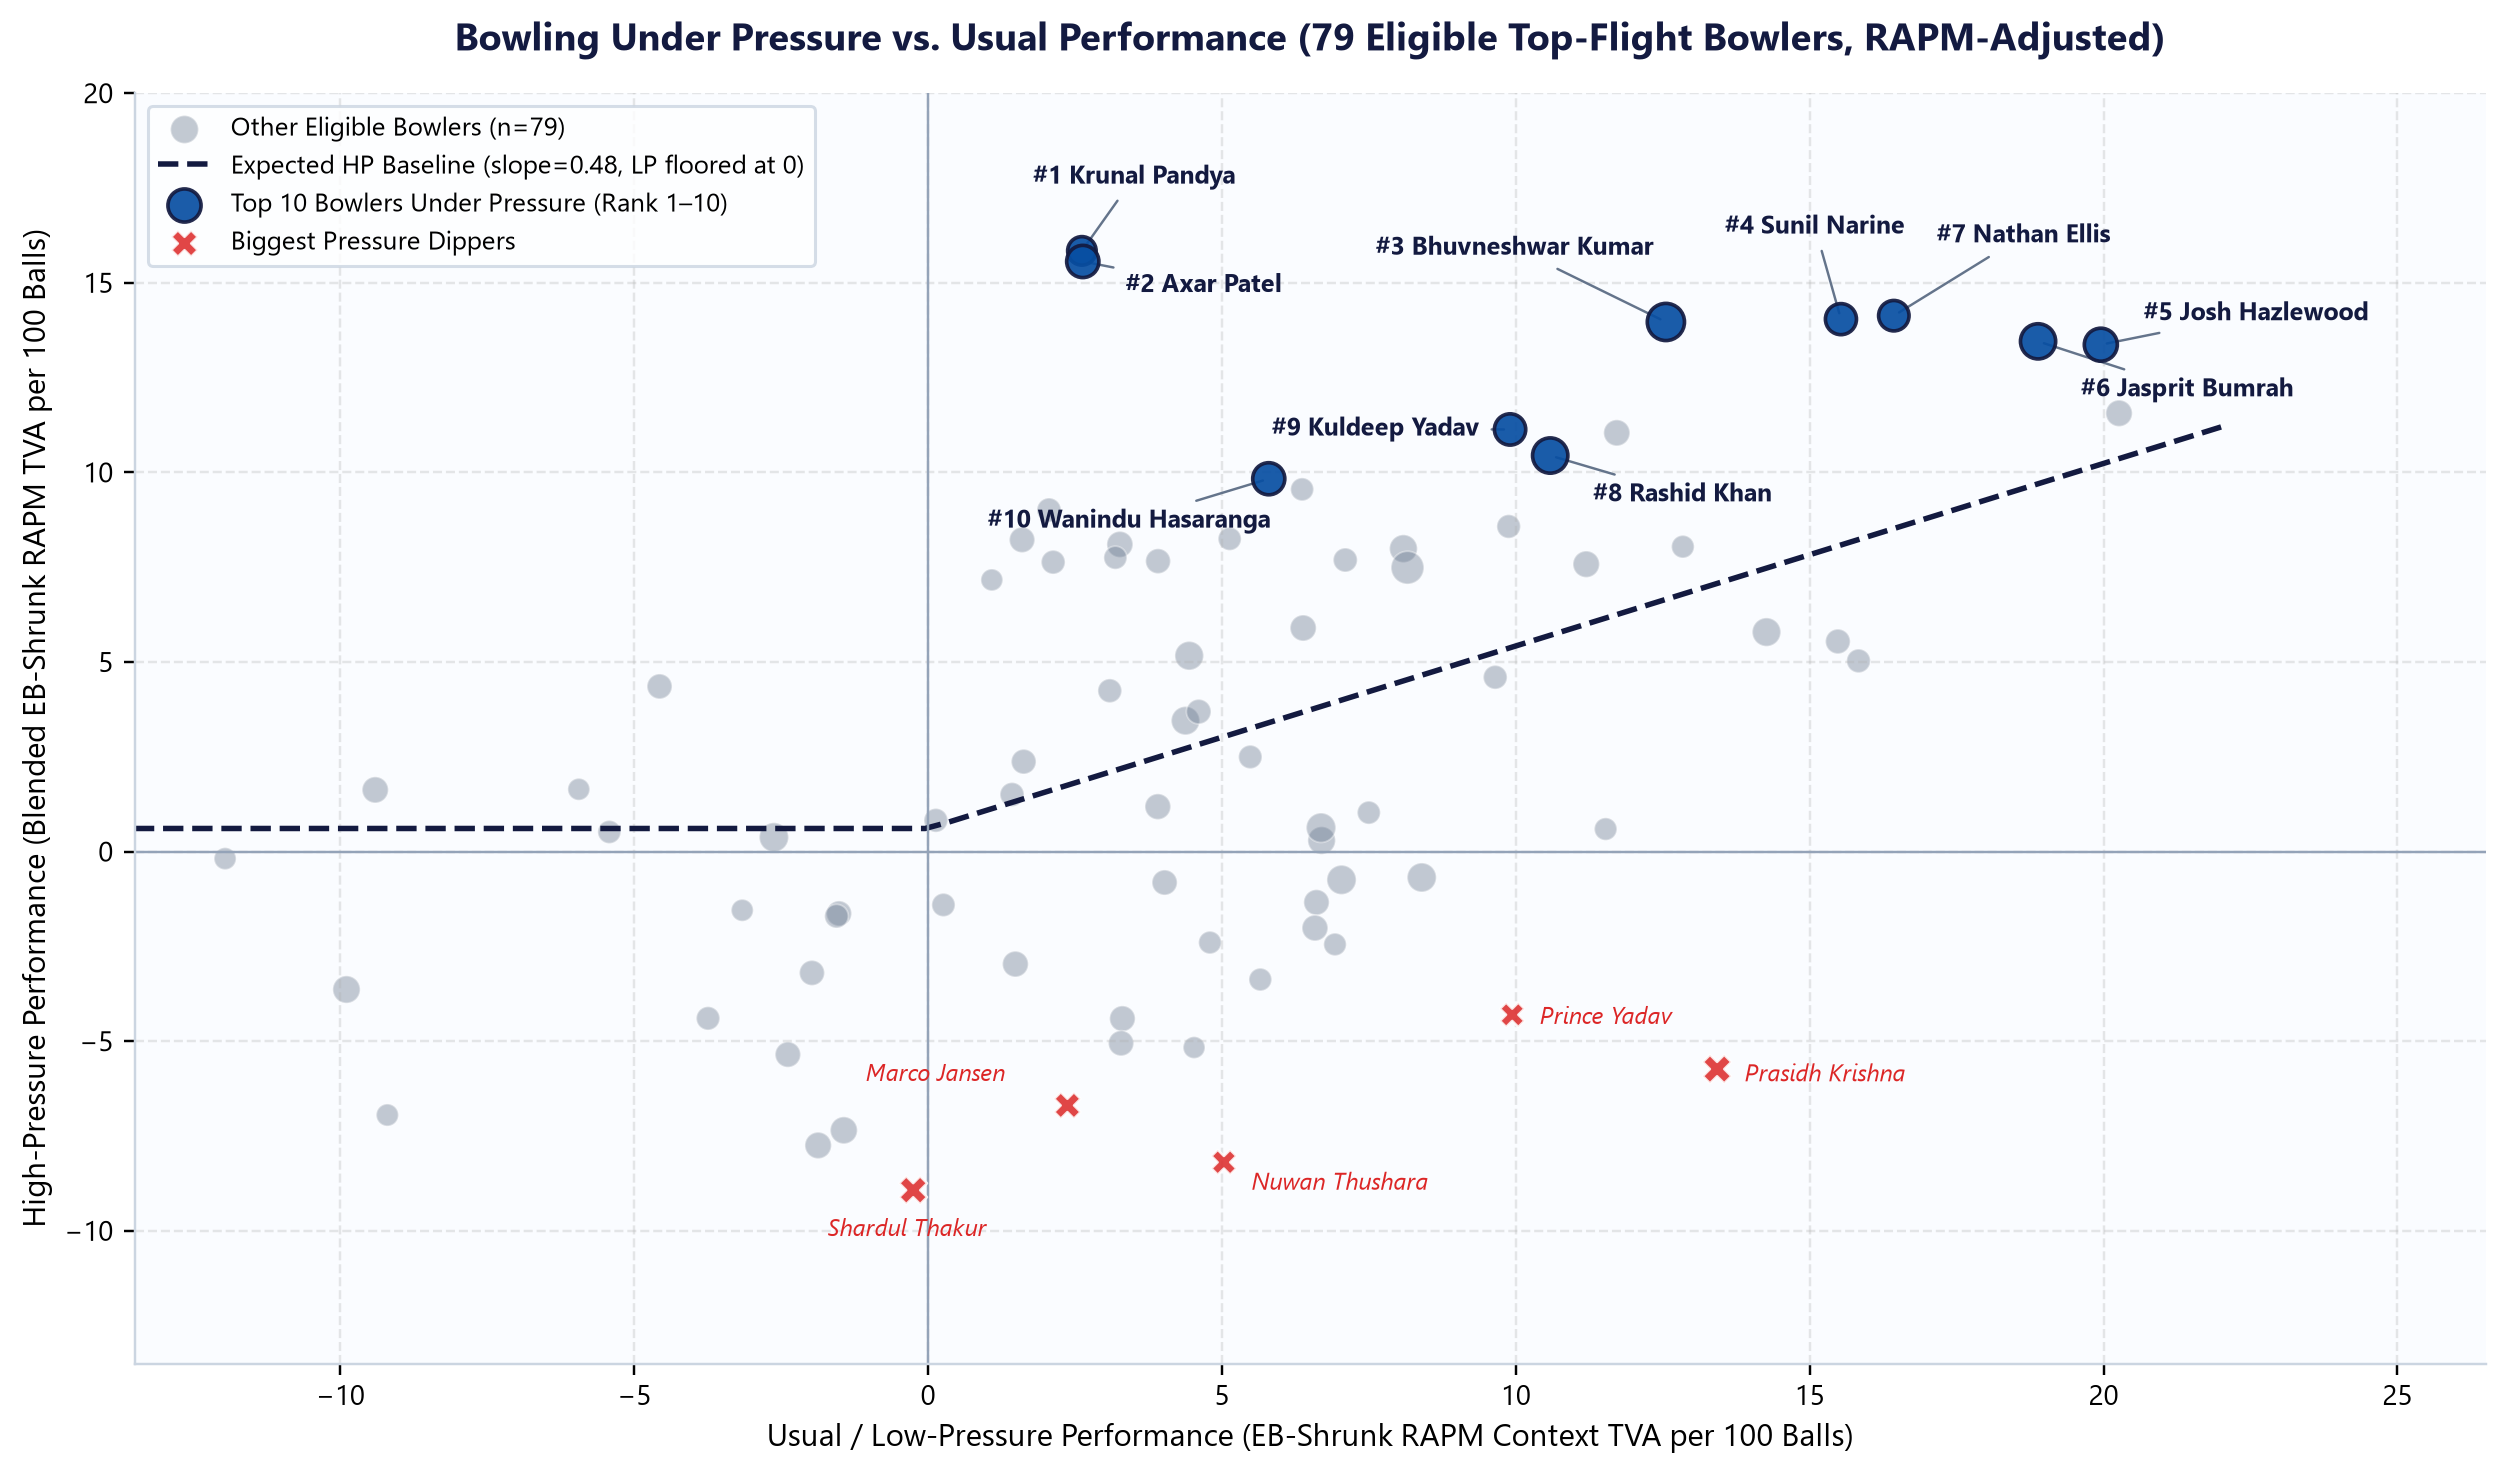 Bowling Under Pressure vs. Usual Performance (79 Eligible Top-Flight Bowlers, RAPM-Adjusted)
Other Eligible Bowlers (n=79)
Expected HP Baseline (slope=0.48, LP floored at 0)
Top 10 Bowlers Under Pressure (Rank 1–10)
Biggest Pressure Dippers
High-Pressure Performance (Blended EB-Shrunk RAPM TVA per 100 Balls)
20
15
10
5
0
−5
−10
#1 Krunal Pandya
#2 Axar Patel
#3 Bhuvneshwar Kumar
#4 Sunil Narine
#7 Nathan Ellis
#5 Josh Hazlewood
#6 Jasprit Bumrah
#9 Kuldeep Yadav
#8 Rashid Khan
#10 Wanindu Hasaranga
Prince Yadav
Prasidh Krishna
Marco Jansen
Nuwan Thushara
Shardul Thakur
−10
−5
0
5
10
15
20
25
Usual / Low-Pressure Performance (EB-Shrunk RAPM Context TVA per 100 Balls)